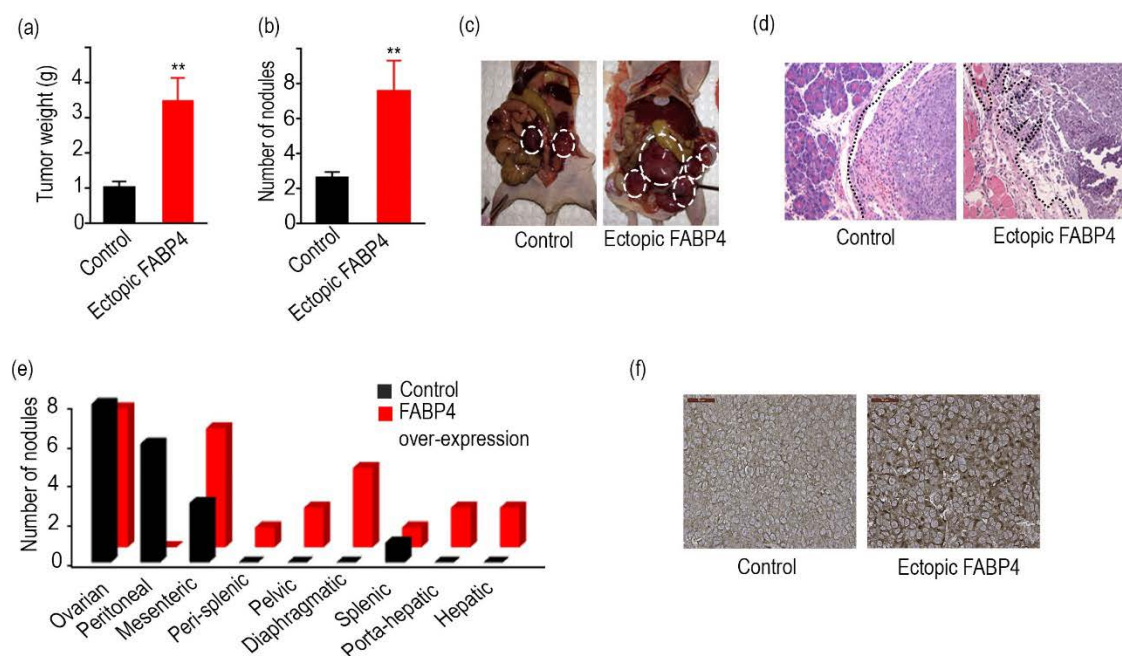 (a)
Tumor weight (g)
4
3
2
1
0
**
Control
Ectopic FABP4
(b)
Number of nodules
8
6
4
2
0
**
Control
Ectopic FABP4
(c)
Control
Ectopic FABP4
(d)
Control
Ectopic FABP4
(e)
Number of nodules
8
6
4
2
0
Control
FABP4
over-expression
Ovarian
Peritoneal
Mesenteric
Peri-splenic
Pelvic
Diaphragmatic
Splenic
Porta-hepatic
Hepatic
(f)
Control
Ectopic FABP4